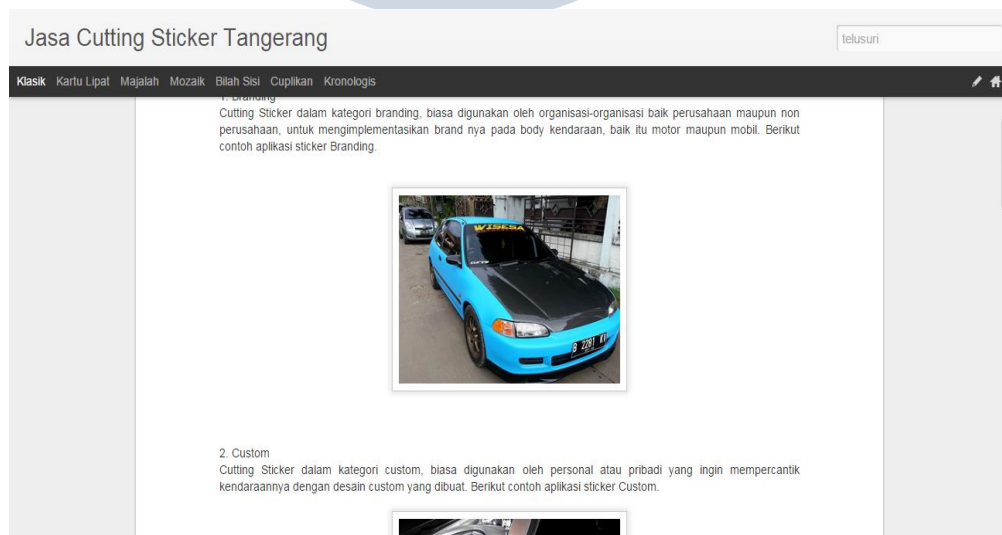 Jasa Cutting Sticker Tangerang
telusuri
Klasik Kartu Lipat Majalah Mozaik Bilah Sisi Cuplikan Kronologis
1. Branding
Cutting Sticker dalam kategori branding, biasa digunakan oleh organisasi-organisasi baik perusahaan maupun non
perusahaan, untuk mengimplementasikan brand nya pada body kendaraan, baik itu motor maupun mobil. Berikut
contoh aplikasi sticker Branding.
WISESA
B 2281
2. Custom
Cutting Sticker dalam kategori custom, biasa digunakan oleh personal atau pribadi yang ingin mempercantik
kendaraannya dengan desain custom yang dibuat. Berikut contoh aplikasi sticker Custom.